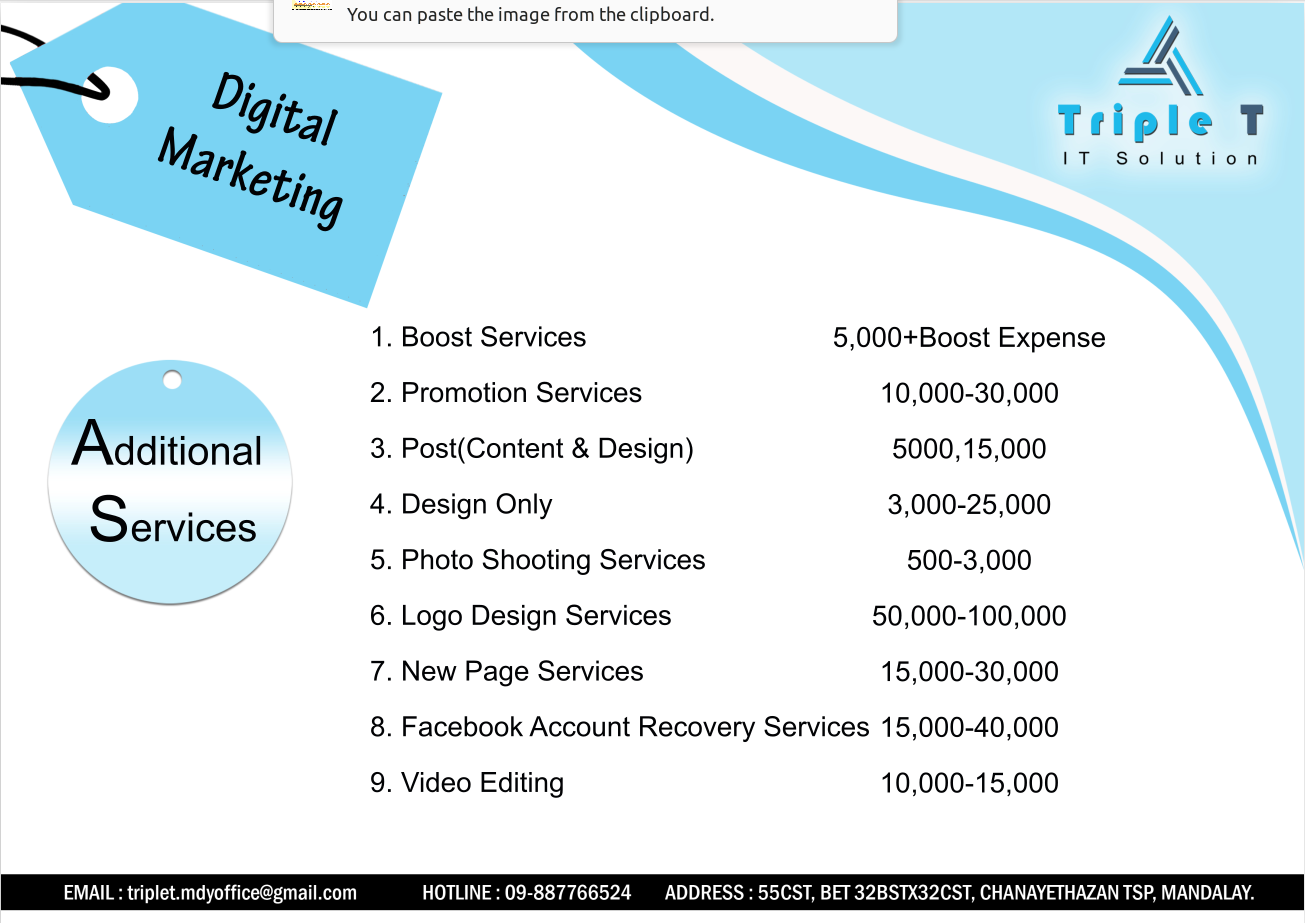 You can paste the image from the clipboard.
Digital
Marketing
Triple T
IT Solution
Additional
Services
1. Boost Services 5,000+Boost Expense
2. Promotion Services 10,000-30,000
3. Post(Content & Design) 5000,15,000
4. Design Only 3,000-25,000
5. Photo Shooting Services 500-3,000
6. Logo Design Services 50,000-100,000
7. New Page Services 15,000-30,000
8. Facebook Account Recovery Services 15,000-40,000
9. Video Editing 10,000-15,000
EMAIL : triplet.mdyoffice@gmail.com HOTLINE : 09-887766524 ADDRESS : 55CST, BET 32BSTX32CST, CHANAYETHAZAN TSP, MANDALAY.